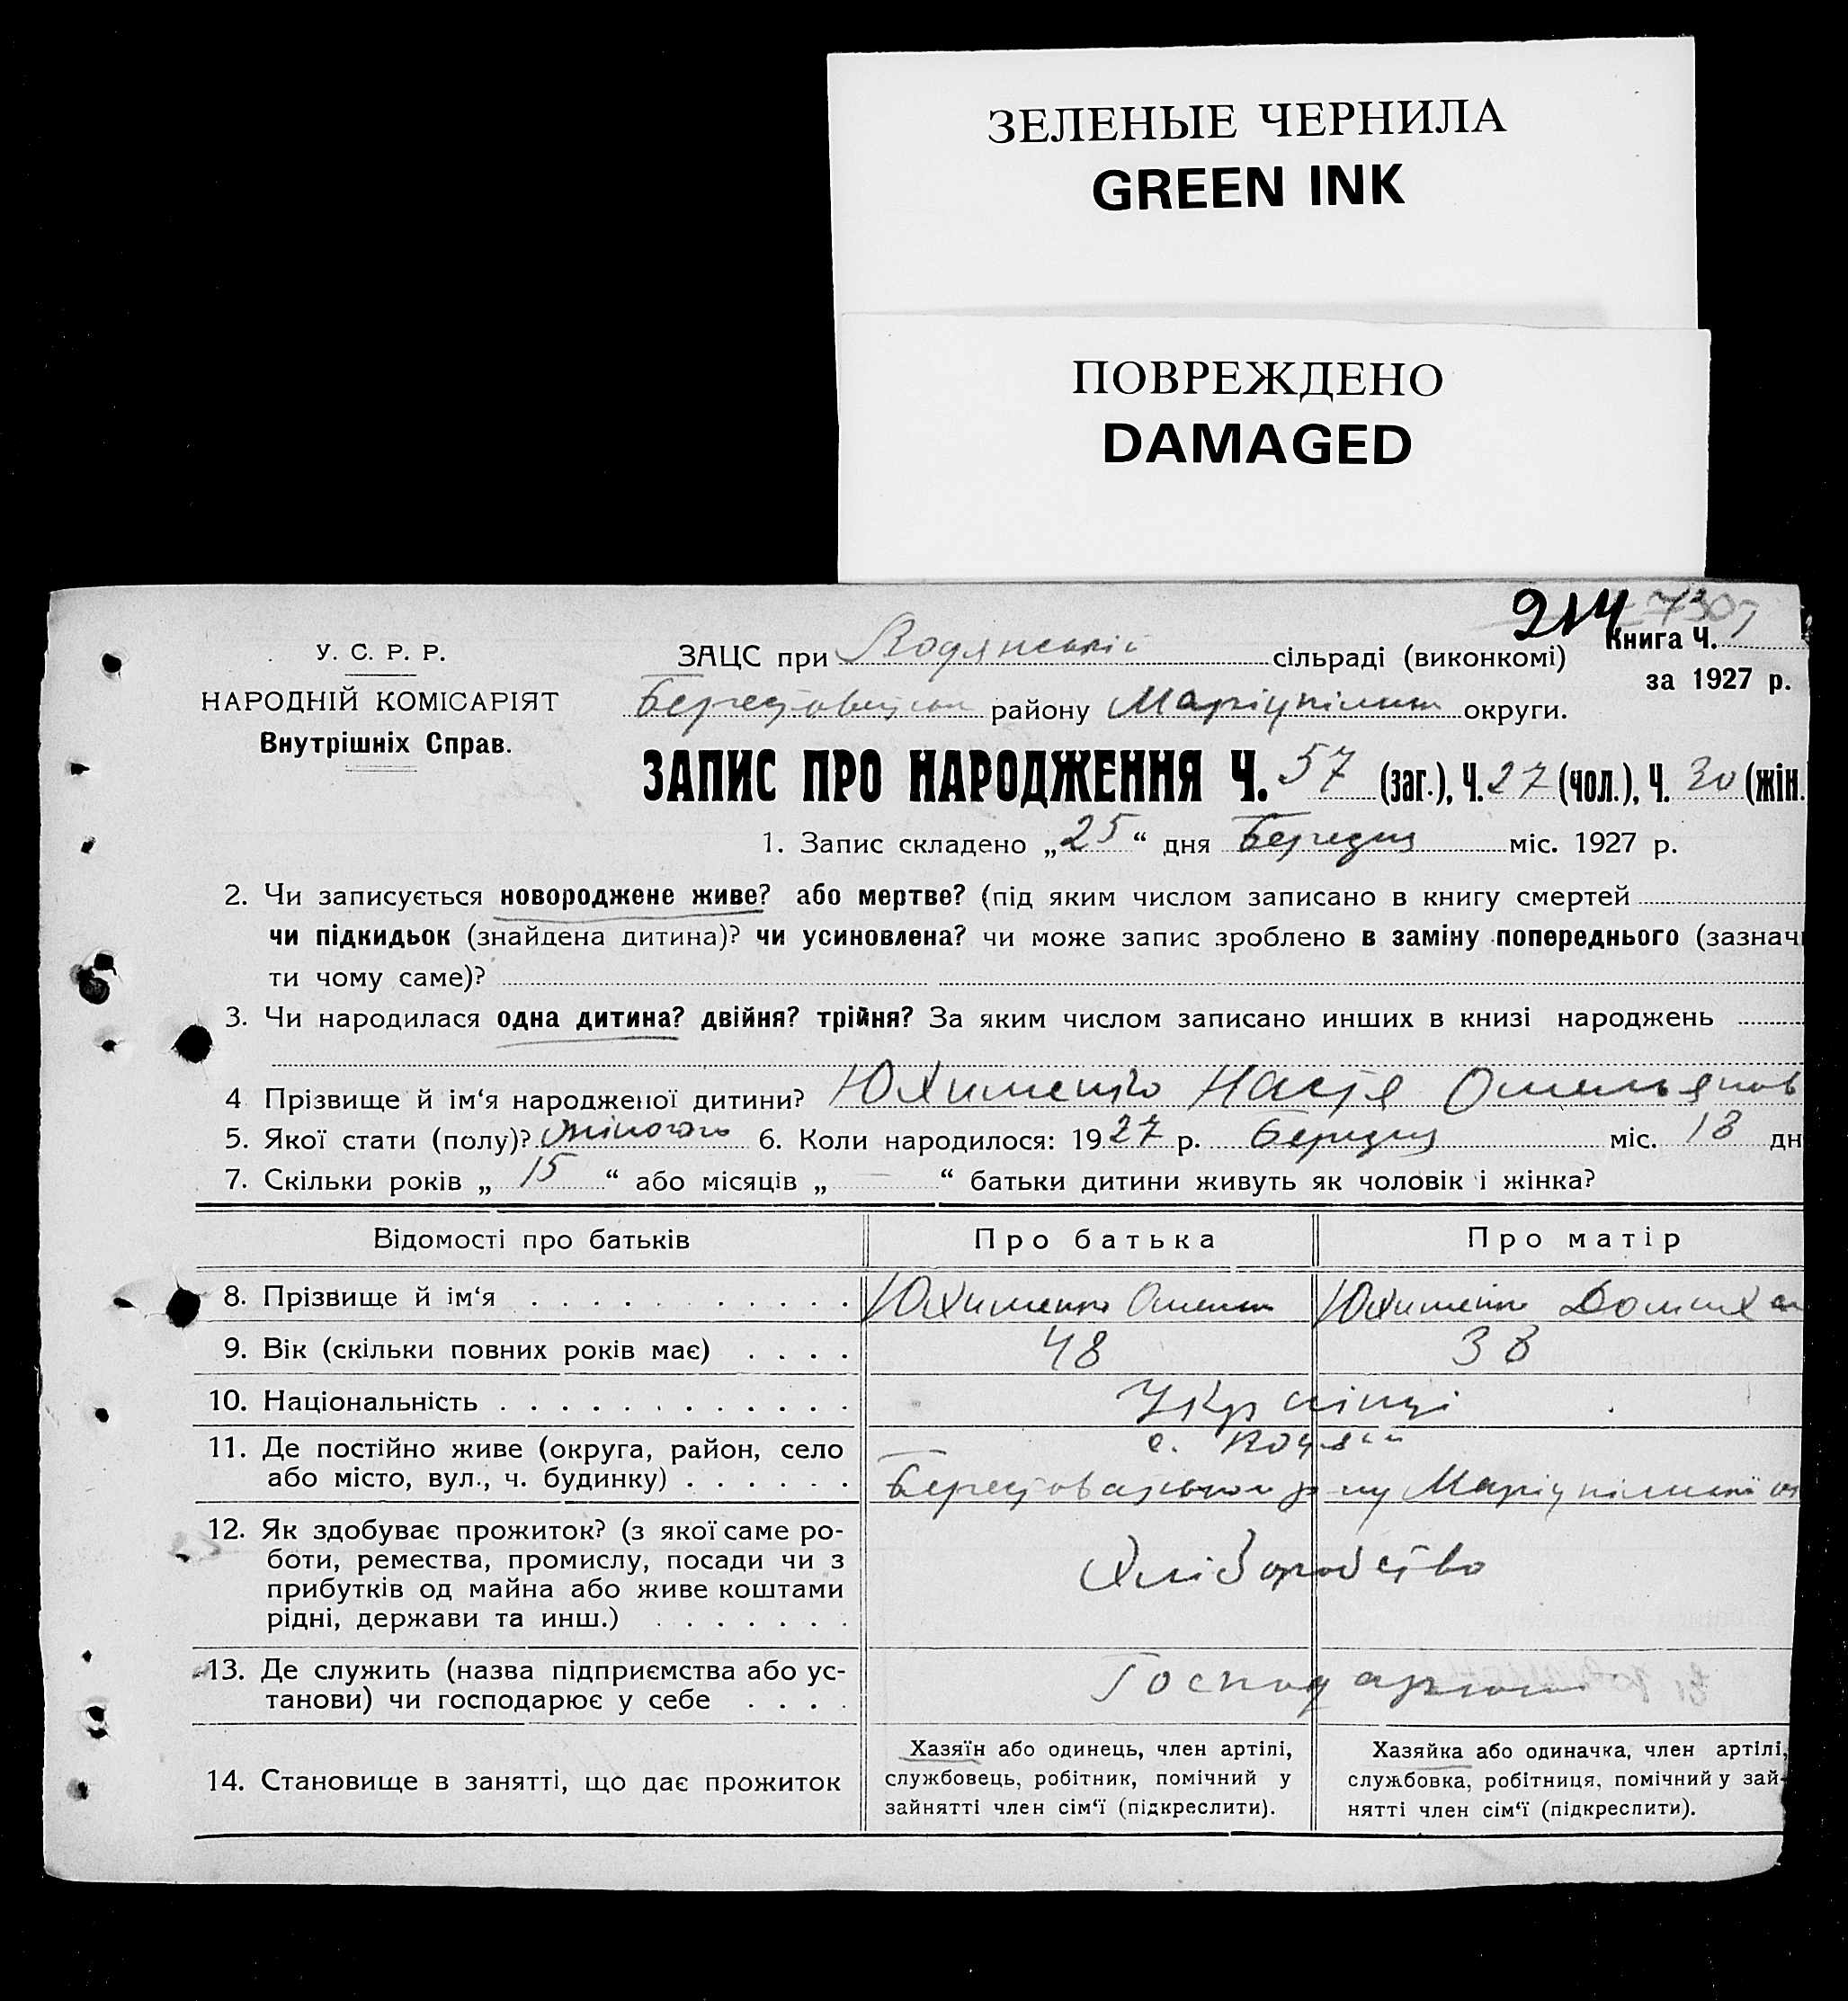 ЗЕЛЕНЫЕ ЧЕРНИЛА
GREEN INK
ПОВРЕЖДЕНО
DAMAGED
214
У. С. Р. Р.
НАРОДНІЙ КОМІСАРІЯТ
Внутрішніх Справ.
ЗАЦС при Водянській сільраді (виконкомі)
Книга Ч.
за 1927 р.
району округи.
ЗАПИС ПРО НАРОДЖЕННЯ Ч. 57 (заг.), Ч. 27 (чол.), Ч. 30 (жін.
1. Запис складено „25“ дня Березня міс. 1927 р.
2. Чи записується новороджене живе? або мертве? (під яким числом записано в книгу смертей
чи підкидьок (знайдена дитина)? чи усиновлена? чи може запис зроблено в заміну попереднього (зазначи
ти чому саме)?
3. Чи народилася одна дитина? двійня? трійня? За яким числом записано инших в книзі народжень
4 Прізвище й ім‘я народженої дитини? Юхименко Настя Омельянов
5. Якої стати (полу)? жіночого 6. Коли народилося: 1927 р. Березня міс. 18 дн
7. Скільки років „ 15 “ або місяців „ — “ батьки дитини живуть як чоловік і жінка?
Відомості про батьків
Про батька
Про матір
8. Прізвище й ім‘я . . . . . . . . . . .
Юхименко Омелян
Юхименко
9. Вік (скільки повних років має) . . . .
48
38
10. Національність . . . . . . . . . . . .
Українці
11. Де постійно живе (округа, район, село
або місто, вул., ч. будинку) . . . . . .
с.
12. Як здобуває прожиток? (з якої саме ро-
боти, ремества, промислу, посади чи з
прибутків од майна або живе коштами
рідні, держави та инш.) . . . . . . .
Хліборобство
13. Де служить (назва підприємства або ус-
танови) чи господарює у себе . . . .
14. Становище в занятті, що дає прожиток
Хазяїн або одинець, член артілі,
службовець, робітник, помічний у
зайнятті член сім‘ї (підкреслити).
Хазяйка або одиначка, член артілі,
службовка, робітниця, помічний у зай-
нятті член сім‘ї (підкреслити).